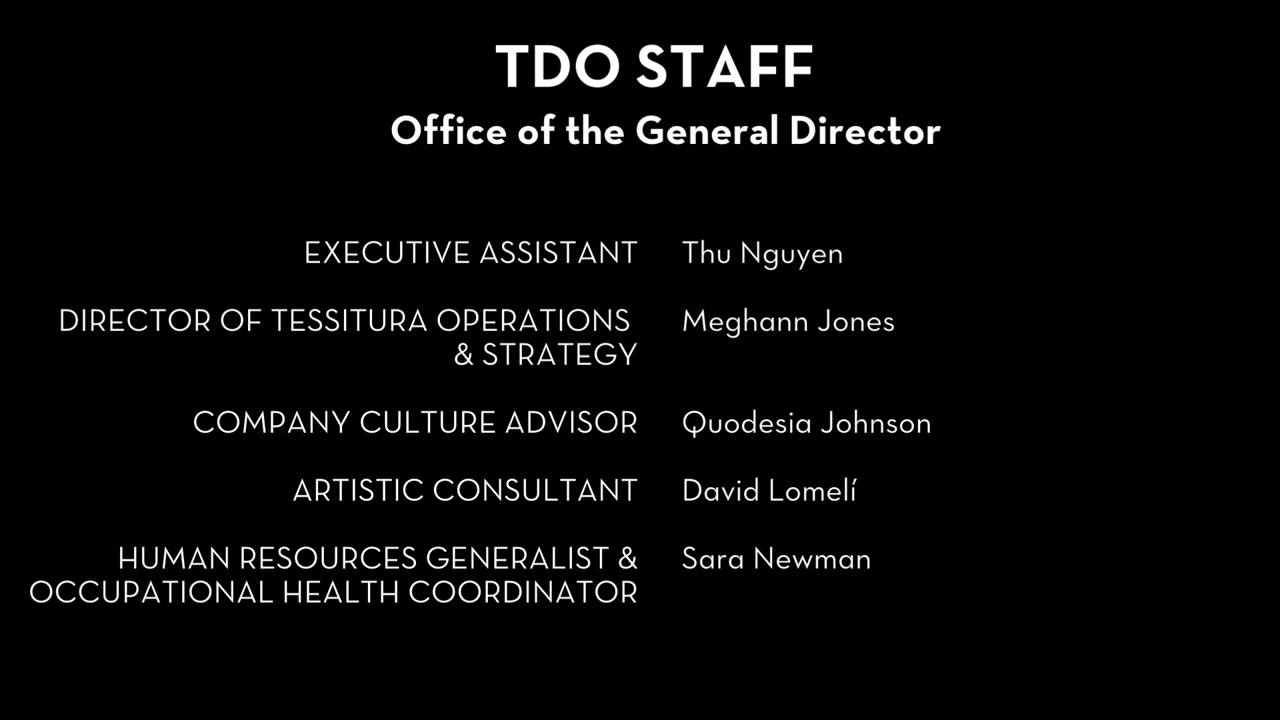 TDO STAFF
Office of the General Director
EXECUTIVE ASSISTANT Thu Nguyen
DIRECTOR OF TESSITURA OPERATIONS Meghann Jones
& STRATEGY
COMPANY CULTURE ADVISOR Quodesia Johnson
ARTISTIC CONSULTANT David Lomelí
HUMAN RESOURCES GENERALIST & Sara Newman
OCCUPATIONAL HEALTH COORDINATOR